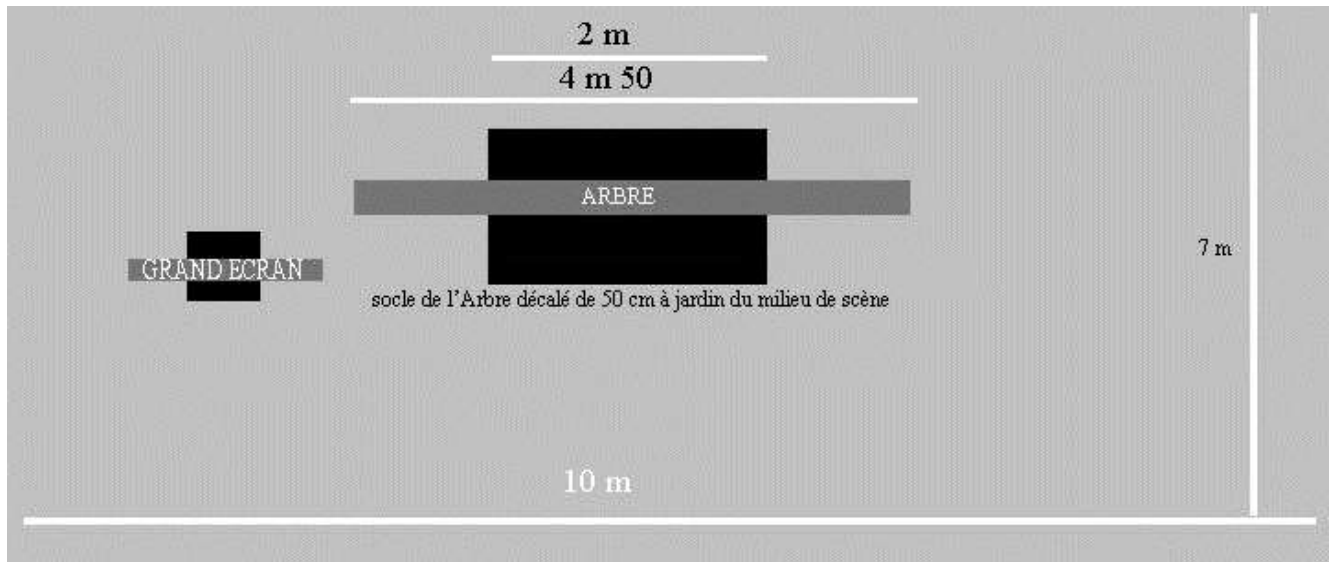 2 m
4 m 50
ARBRE
7 m
GRAND ECRAN
socle de l’Arbre décalé de 50 cm à jardin du milieu de scène
10 m